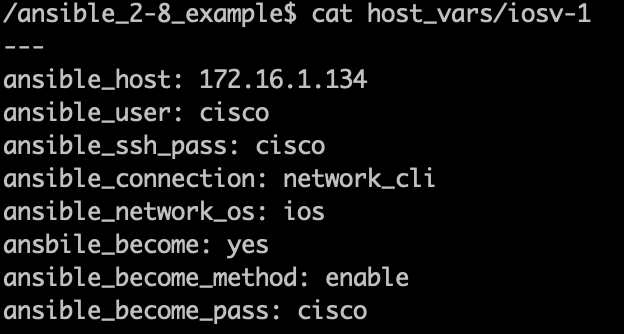 /ansible_2-8_example$ cat host_vars/iosv-1
---
ansible_host: 172.16.1.134
ansible_user: cisco
ansible_ssh_pass: cisco
ansible_connection: network_cli
ansible_network_os: ios
ansbile_become: yes
ansible_become_method: enable
ansible_become_pass: cisco